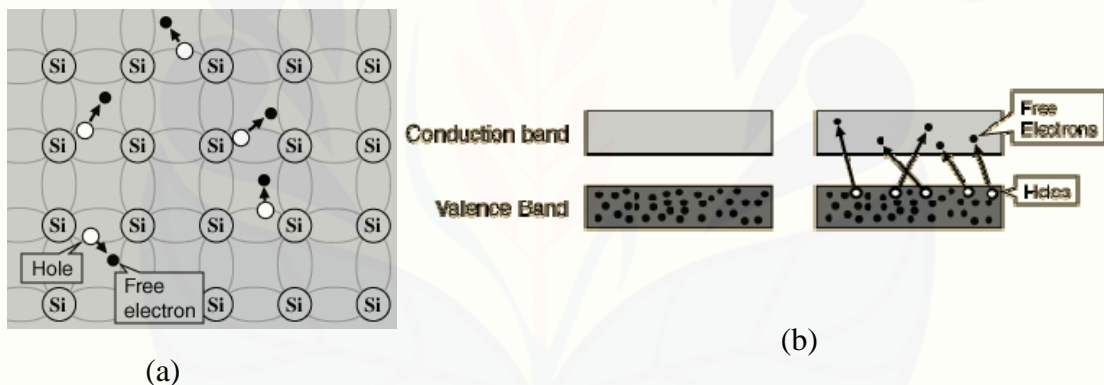 Si Si Si Si Si
Si Si Si Si Si
Si Si Si Si Si
Hole
Free
electron
Si Si Si Si
(a)
Conduction band
Valence Band
Free
Electrons
Holes
(b)